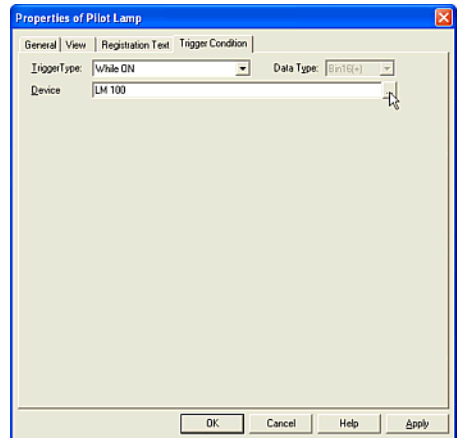 Properties of Pilot Lamp
General View Registration Text Trigger Condition
TriggerType: While ON Data Type: Bin16(+)
Device LM 100 ...
OK Cancel Help Apply